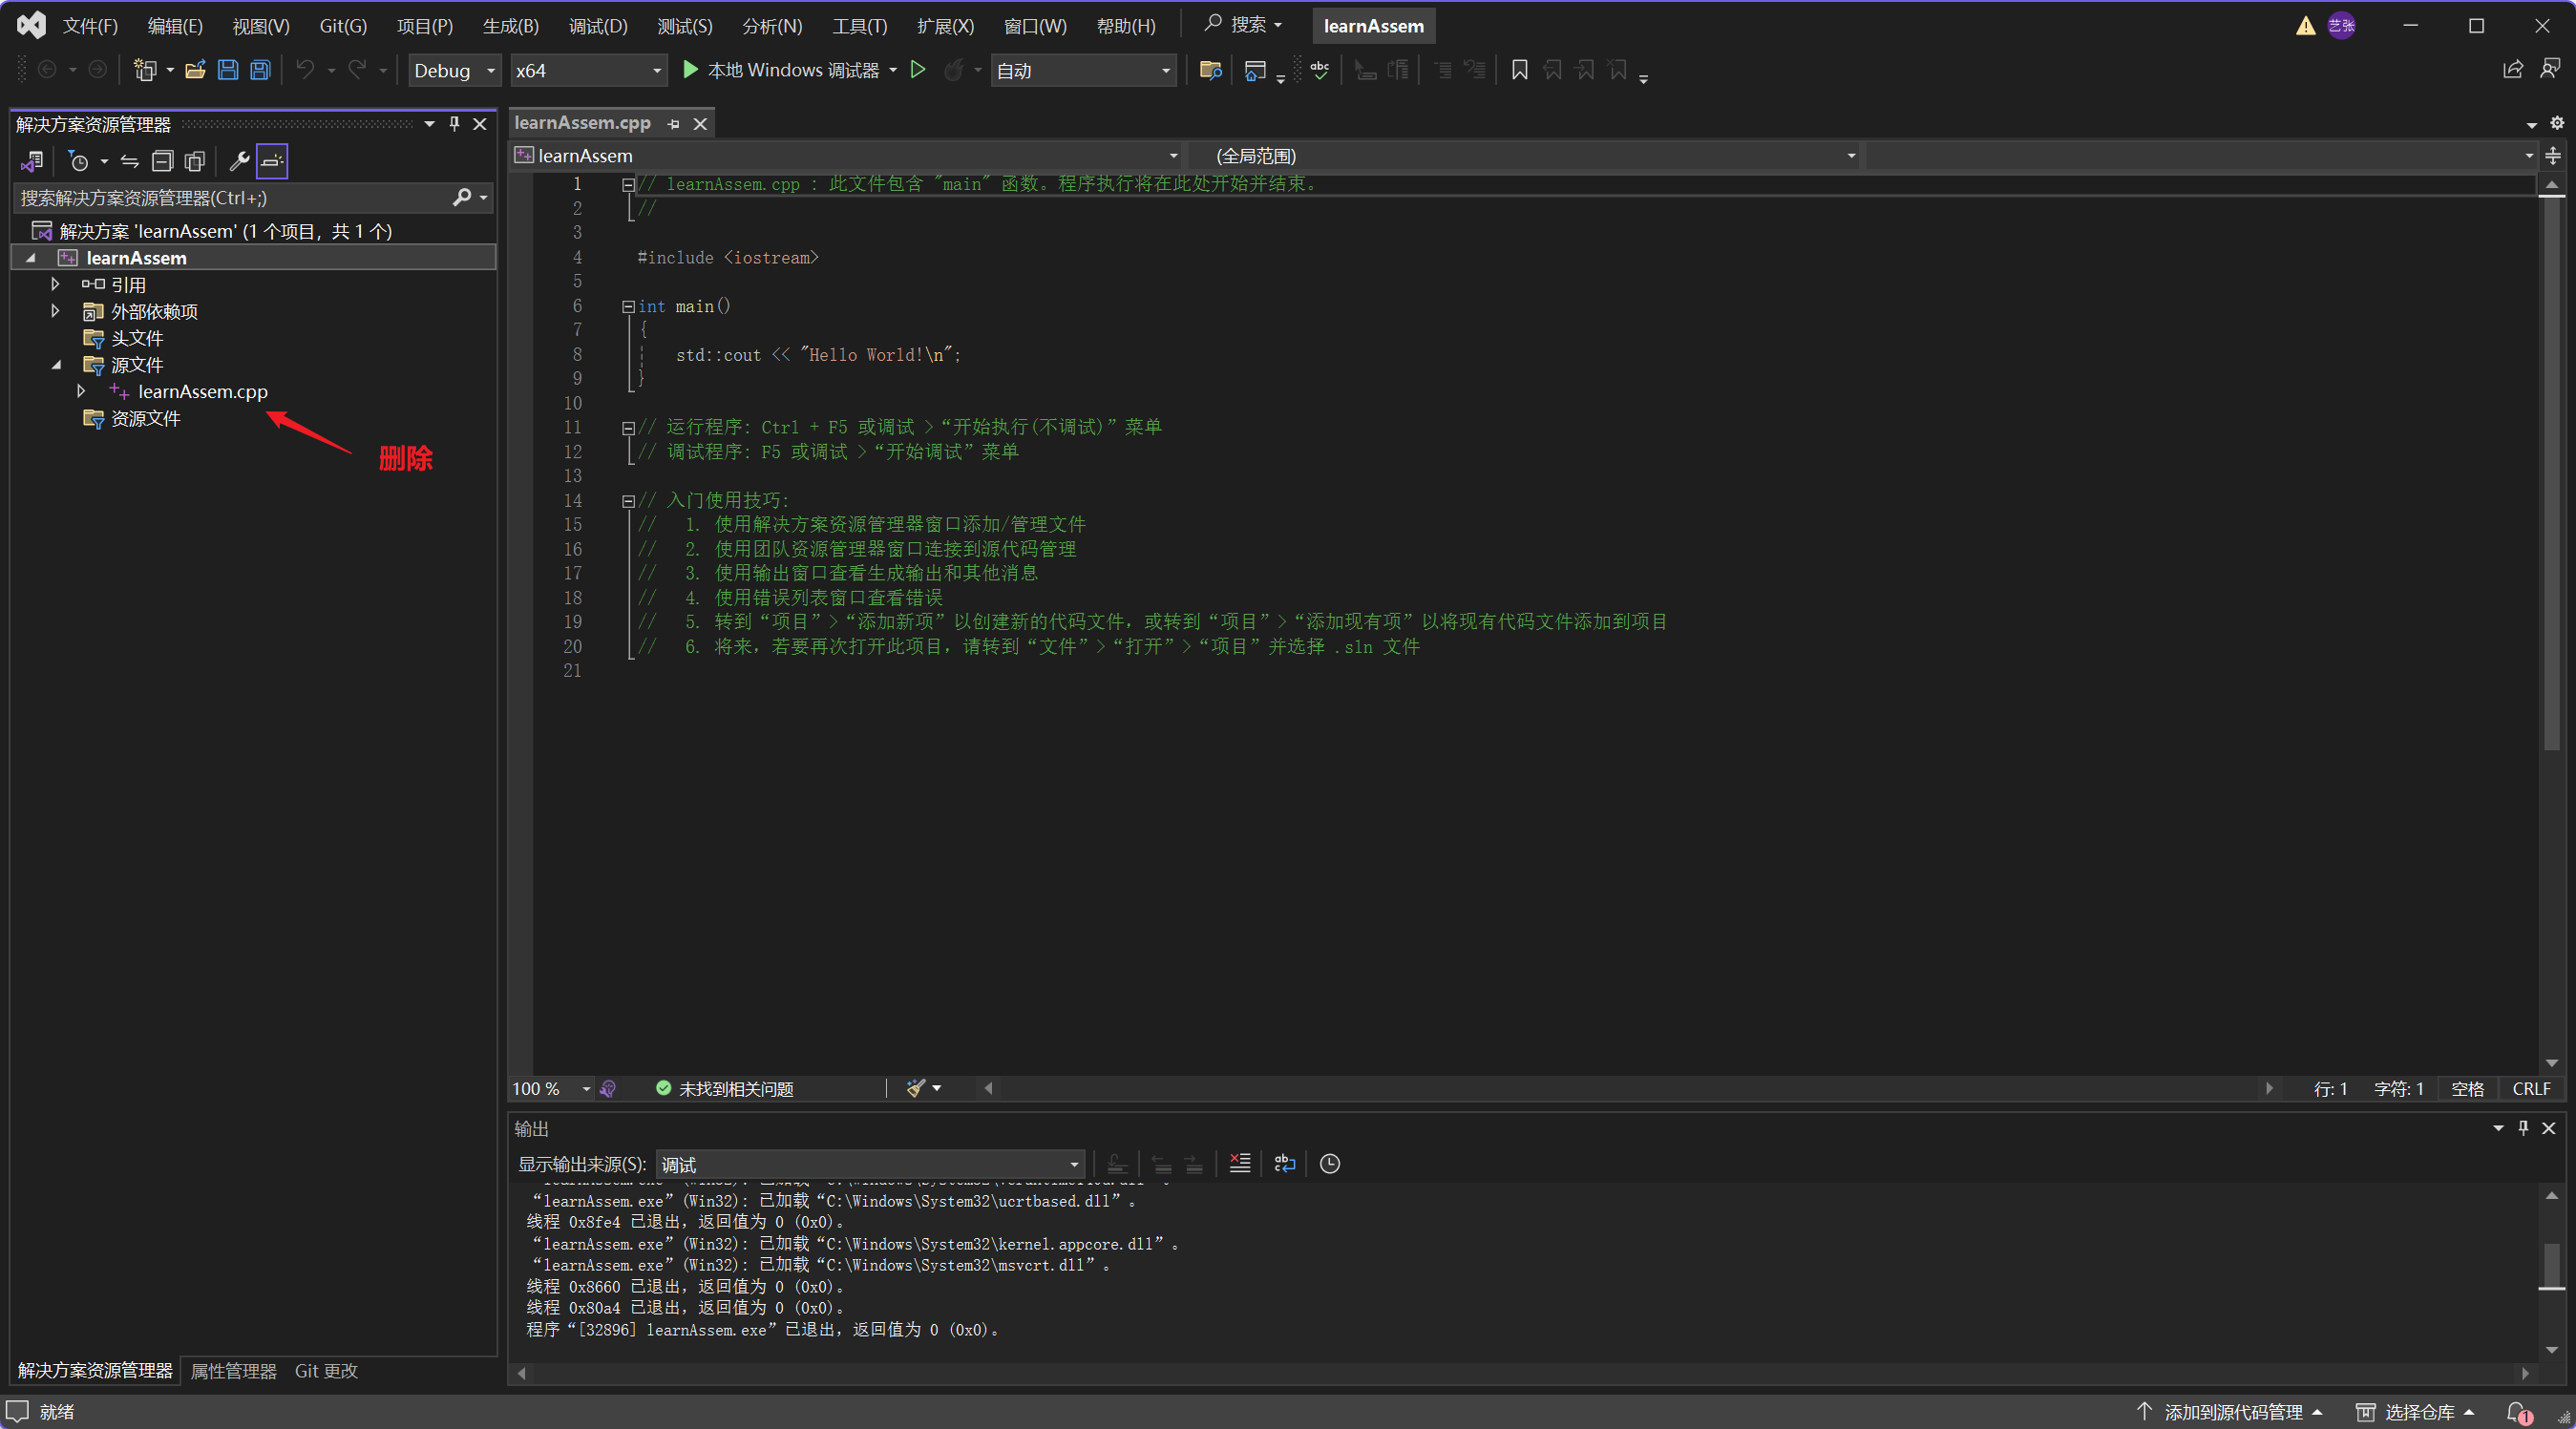 文件(F) 编辑(E) 视图(V) Git(G) 项目(P) 生成(B) 调试(D) 测试(S) 分析(N) 工具(T) 扩展(X) 窗口(W) 帮助(H) 搜索 learnAssem 艺张
Debug x64 本地 Windows 调试器 自动
解决方案资源管理器
搜索解决方案资源管理器(Ctrl+;)
解决方案 'learnAssem' (1 个项目，共 1 个)
learnAssem
引用
外部依赖项
头文件
源文件
learnAssem.cpp
资源文件
删除
learnAssem.cpp
learnAssem (全局范围)
1 // learnAssem.cpp : 此文件包含 "main" 函数。程序执行将在此处开始并结束。
2 //
3
4 #include <iostream>
5
6 int main()
7 {
8 std::cout << "Hello World!\n";
9 }
10
11 // 运行程序: Ctrl + F5 或调试 >“开始执行(不调试)”菜单
12 // 调试程序: F5 或调试 >“开始调试”菜单
13
14 // 入门使用技巧:
15 // 1. 使用解决方案资源管理器窗口添加/管理文件
16 // 2. 使用团队资源管理器窗口连接到源代码管理
17 // 3. 使用输出窗口查看生成输出和其他消息
18 // 4. 使用错误列表窗口查看错误
19 // 5. 转到“项目”>“添加新项”以创建新的代码文件，或转到“项目”>“添加现有项”以将现有代码文件添加到项目
20 // 6. 将来，若要再次打开此项目，请转到“文件”>“打开”>“项目”并选择 .sln 文件
21
100 % 未找到相关问题 行: 1 字符: 1 空格 CRLF
输出
显示输出来源(S): 调试
“learnAssem.exe”(Win32): 已加载“C:\Windows\System32\ucrtbased.dll”。
线程 0x8fe4 已退出，返回值为 0 (0x0)。
“learnAssem.exe”(Win32): 已加载“C:\Windows\System32\kernel.appcore.dll”。
“learnAssem.exe”(Win32): 已加载“C:\Windows\System32\msvcrt.dll”。
线程 0x8660 已退出，返回值为 0 (0x0)。
线程 0x80a4 已退出，返回值为 0 (0x0)。
程序“[32896] learnAssem.exe”已退出，返回值为 0 (0x0)。
解决方案资源管理器 属性管理器 Git 更改
就绪 添加到源代码管理 选择仓库 1